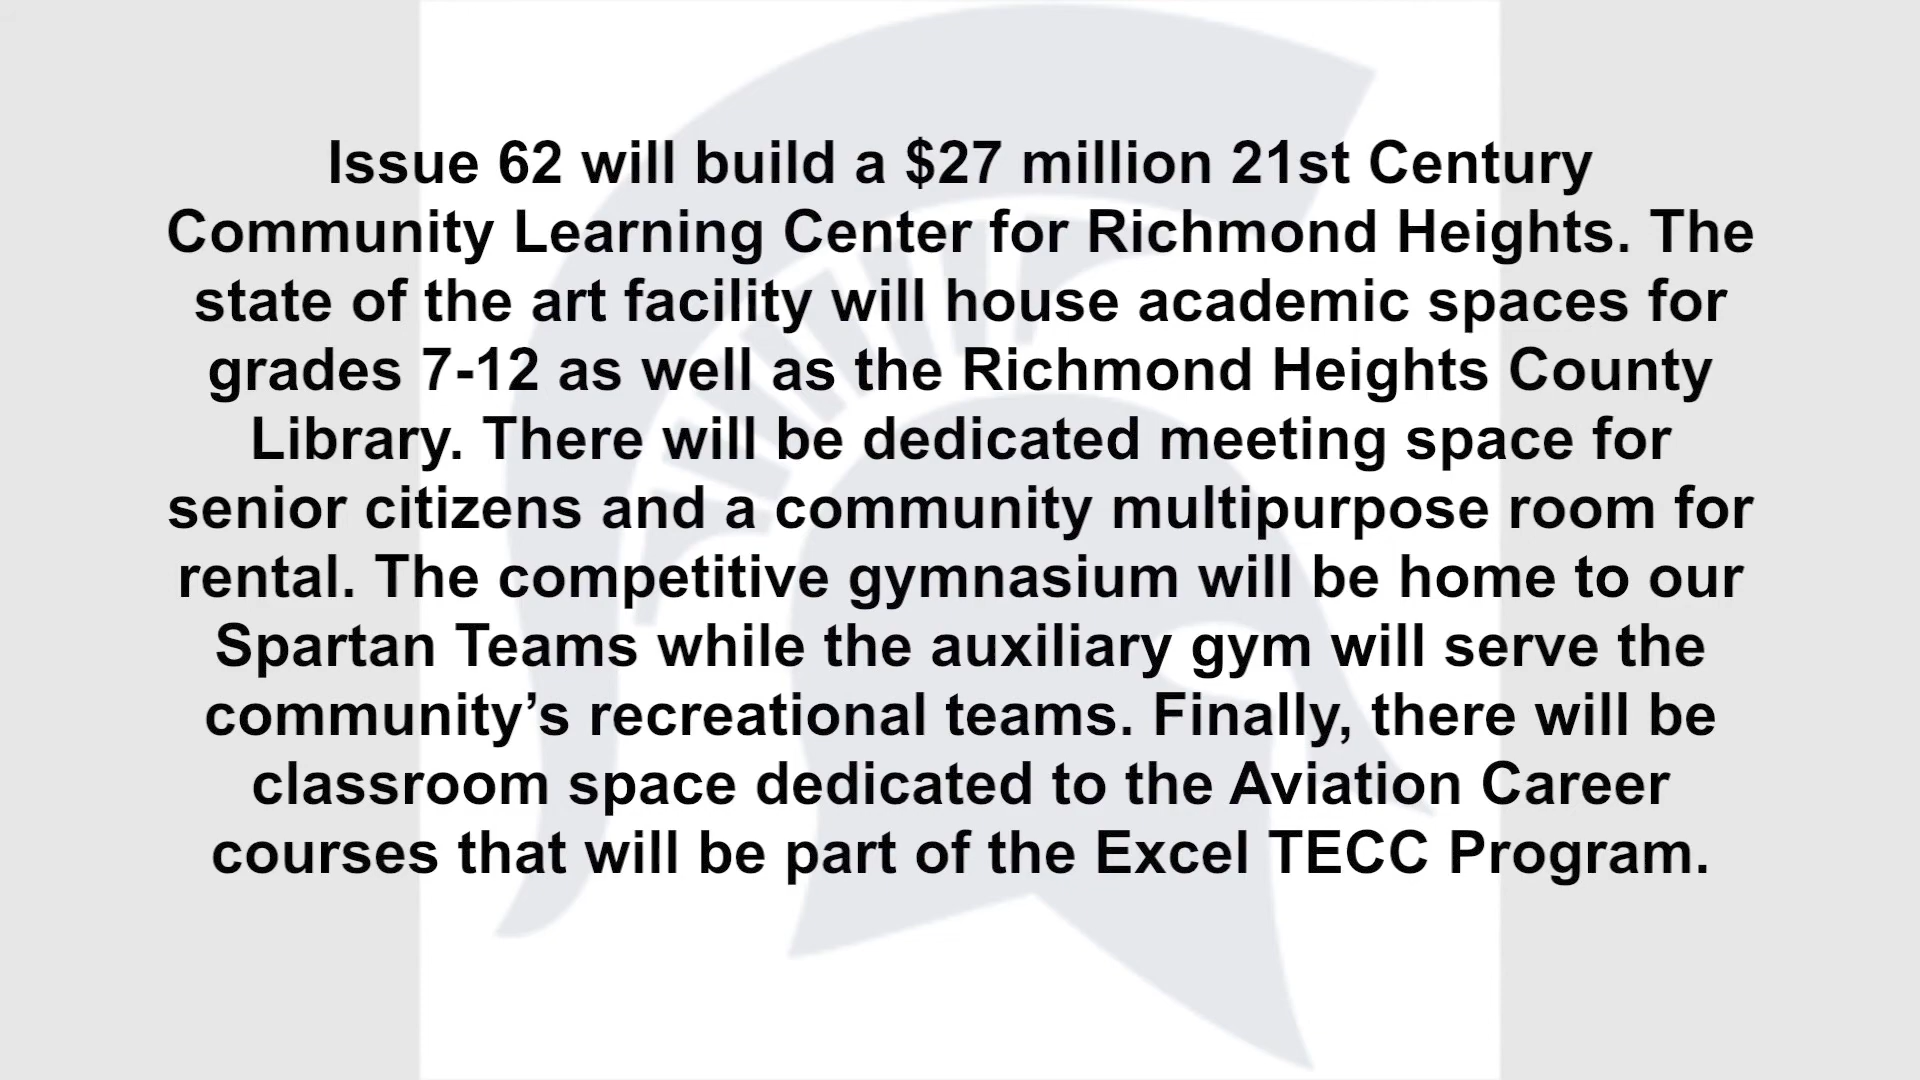 Issue 62 will build a $27 million 21st Century
Community Learning Center for Richmond Heights. The
state of the art facility will house academic spaces for
grades 7-12 as well as the Richmond Heights County
Library. There will be dedicated meeting space for
senior citizens and a community multipurpose room for
rental. The competitive gymnasium will be home to our
Spartan Teams while the auxiliary gym will serve the
community’s recreational teams. Finally, there will be
classroom space dedicated to the Aviation Career
courses that will be part of the Excel TECC Program.